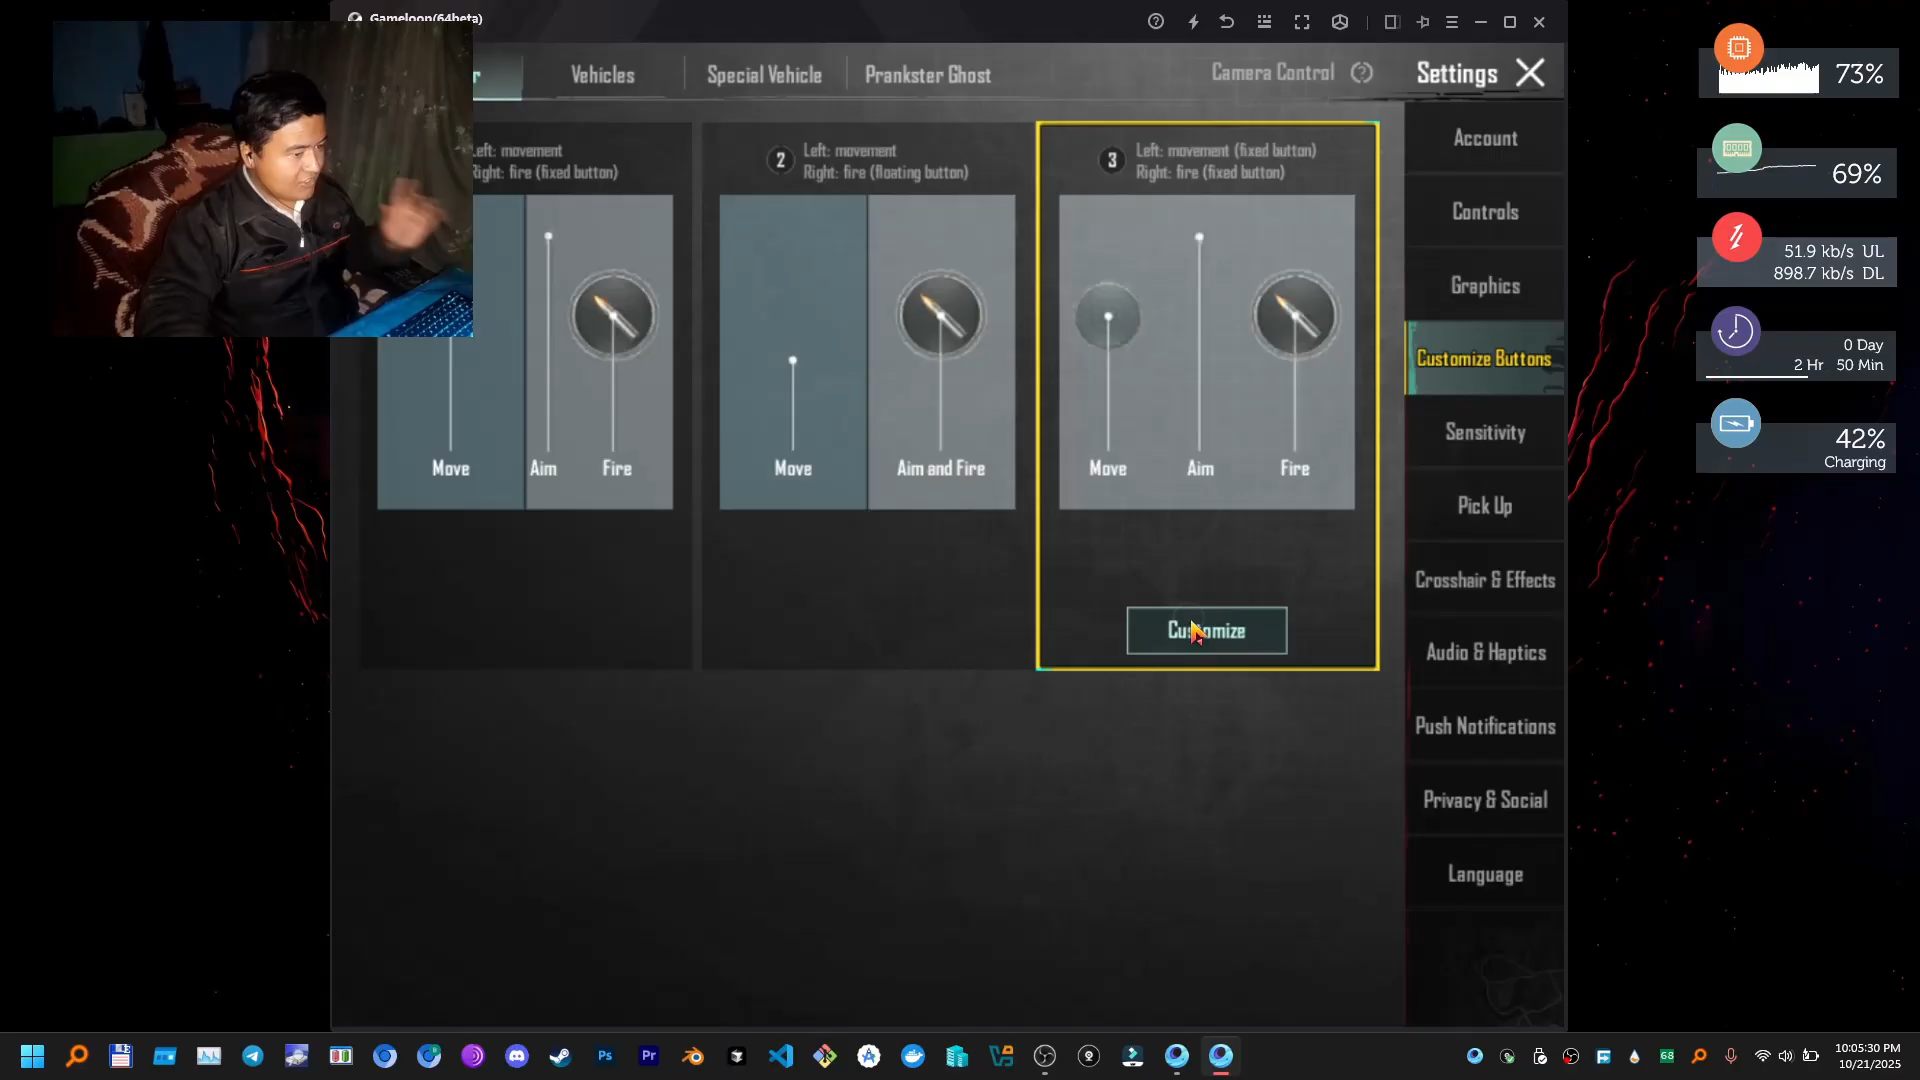 Gameloop(64beta)
Vehicles
Special Vehicle
Prankster Ghost
Camera Control
Settings
Left: movement
Right: fire (fixed button)
Move
Aim
Fire
2
Left: movement
Right: fire (floating button)
Move
Aim and Fire
3
Left: movement (fixed button)
Right: fire (fixed button)
Move
Aim
Fire
Customize
Account
Controls
Graphics
Customize Buttons
Sensitivity
Pick Up
Crosshair & Effects
Audio & Haptics
Push Notifications
Privacy & Social
Language
73%
69%
51.9 kb/s UL
898.7 kb/s DL
0 Day
2 Hr 50 Min
42%
Charging
Ps
Pr
68
10:05:30 PM
10/21/2025